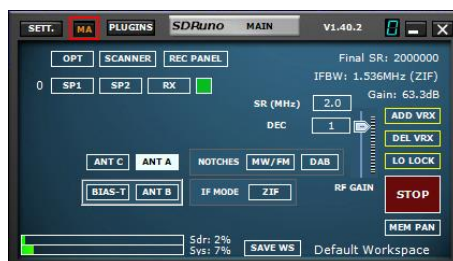 SETT. MA PLUGINS SDRuno MAIN V1.40.2 0
OPT SCANNER REC PANEL Final SR: 2000000
IFBW: 1.536MHz (ZIF)
0 SP1 SP2 RX Gain: 63.3dB
SR (MHz) 2.0
ADD VRX
DEC 1
DEL VRX
ANT C ANT A NOTCHES MW/FM DAB LO LOCK
BIAS-T ANT B IF MODE ZIF RF GAIN STOP
MEM PAN
Sdr: 2%
Sys: 7% SAVE WS Default Workspace